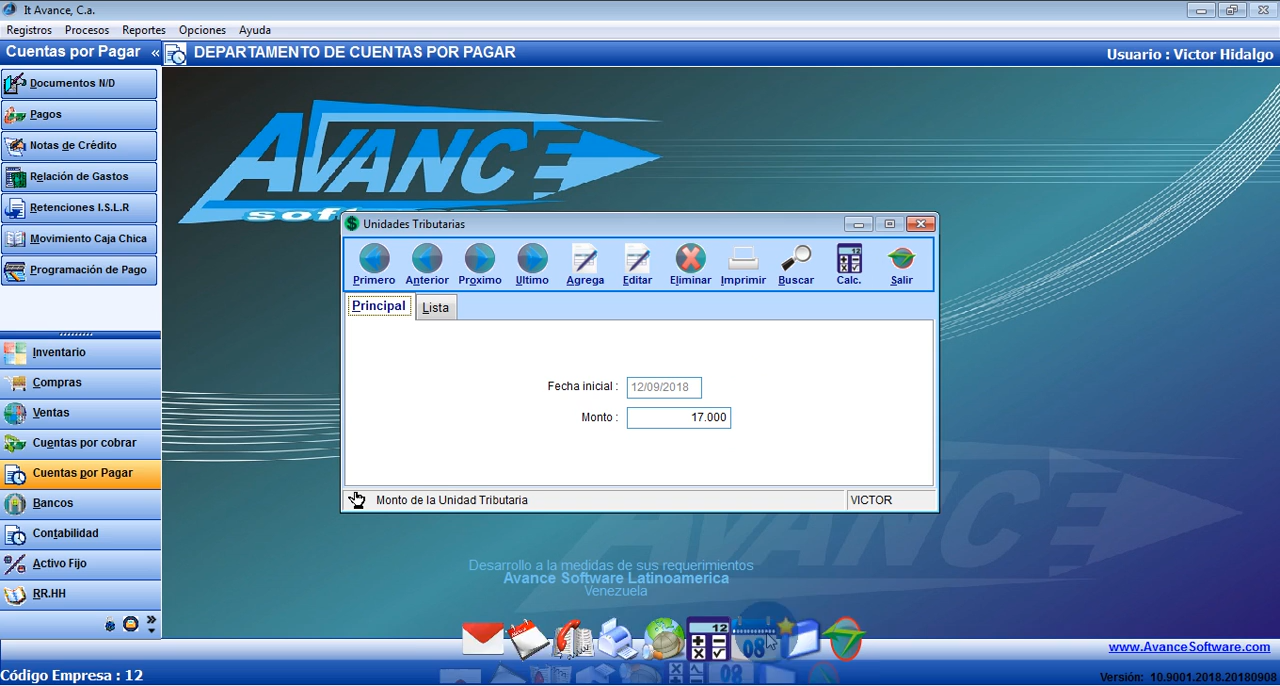 It Avance, C.a.
Registros Procesos Reportes Opciones Ayuda
Cuentas por Pagar «
DEPARTAMENTO DE CUENTAS POR PAGAR
Usuario : Victor Hidalgo
Documentos N/D
Pagos
Notas de Crédito
Relación de Gastos
Retenciones I.S.L.R
Movimiento Caja Chica
Programación de Pago
Inventario
Compras
Ventas
Cuentas por cobrar
Cuentas por Pagar
Bancos
Contabilidad
Activo Fijo
RR.HH
»
AVANCE
Unidades Tributarias
Primero Anterior Proximo Ultimo Agrega Editar Eliminar Imprimir Buscar Calc. Salir
Principal Lista
Fecha inicial : 12/09/2018
Monto : 17.000
Monto de la Unidad Tributaria
VICTOR
AVANCE
Desarrollo a la medidas de sus requerimientos
Avance Software Latinoamerica
Venezuela
12
08
www.AvanceSoftware.com
Código Empresa : 12
Versión: 10.9001.2018.20180908